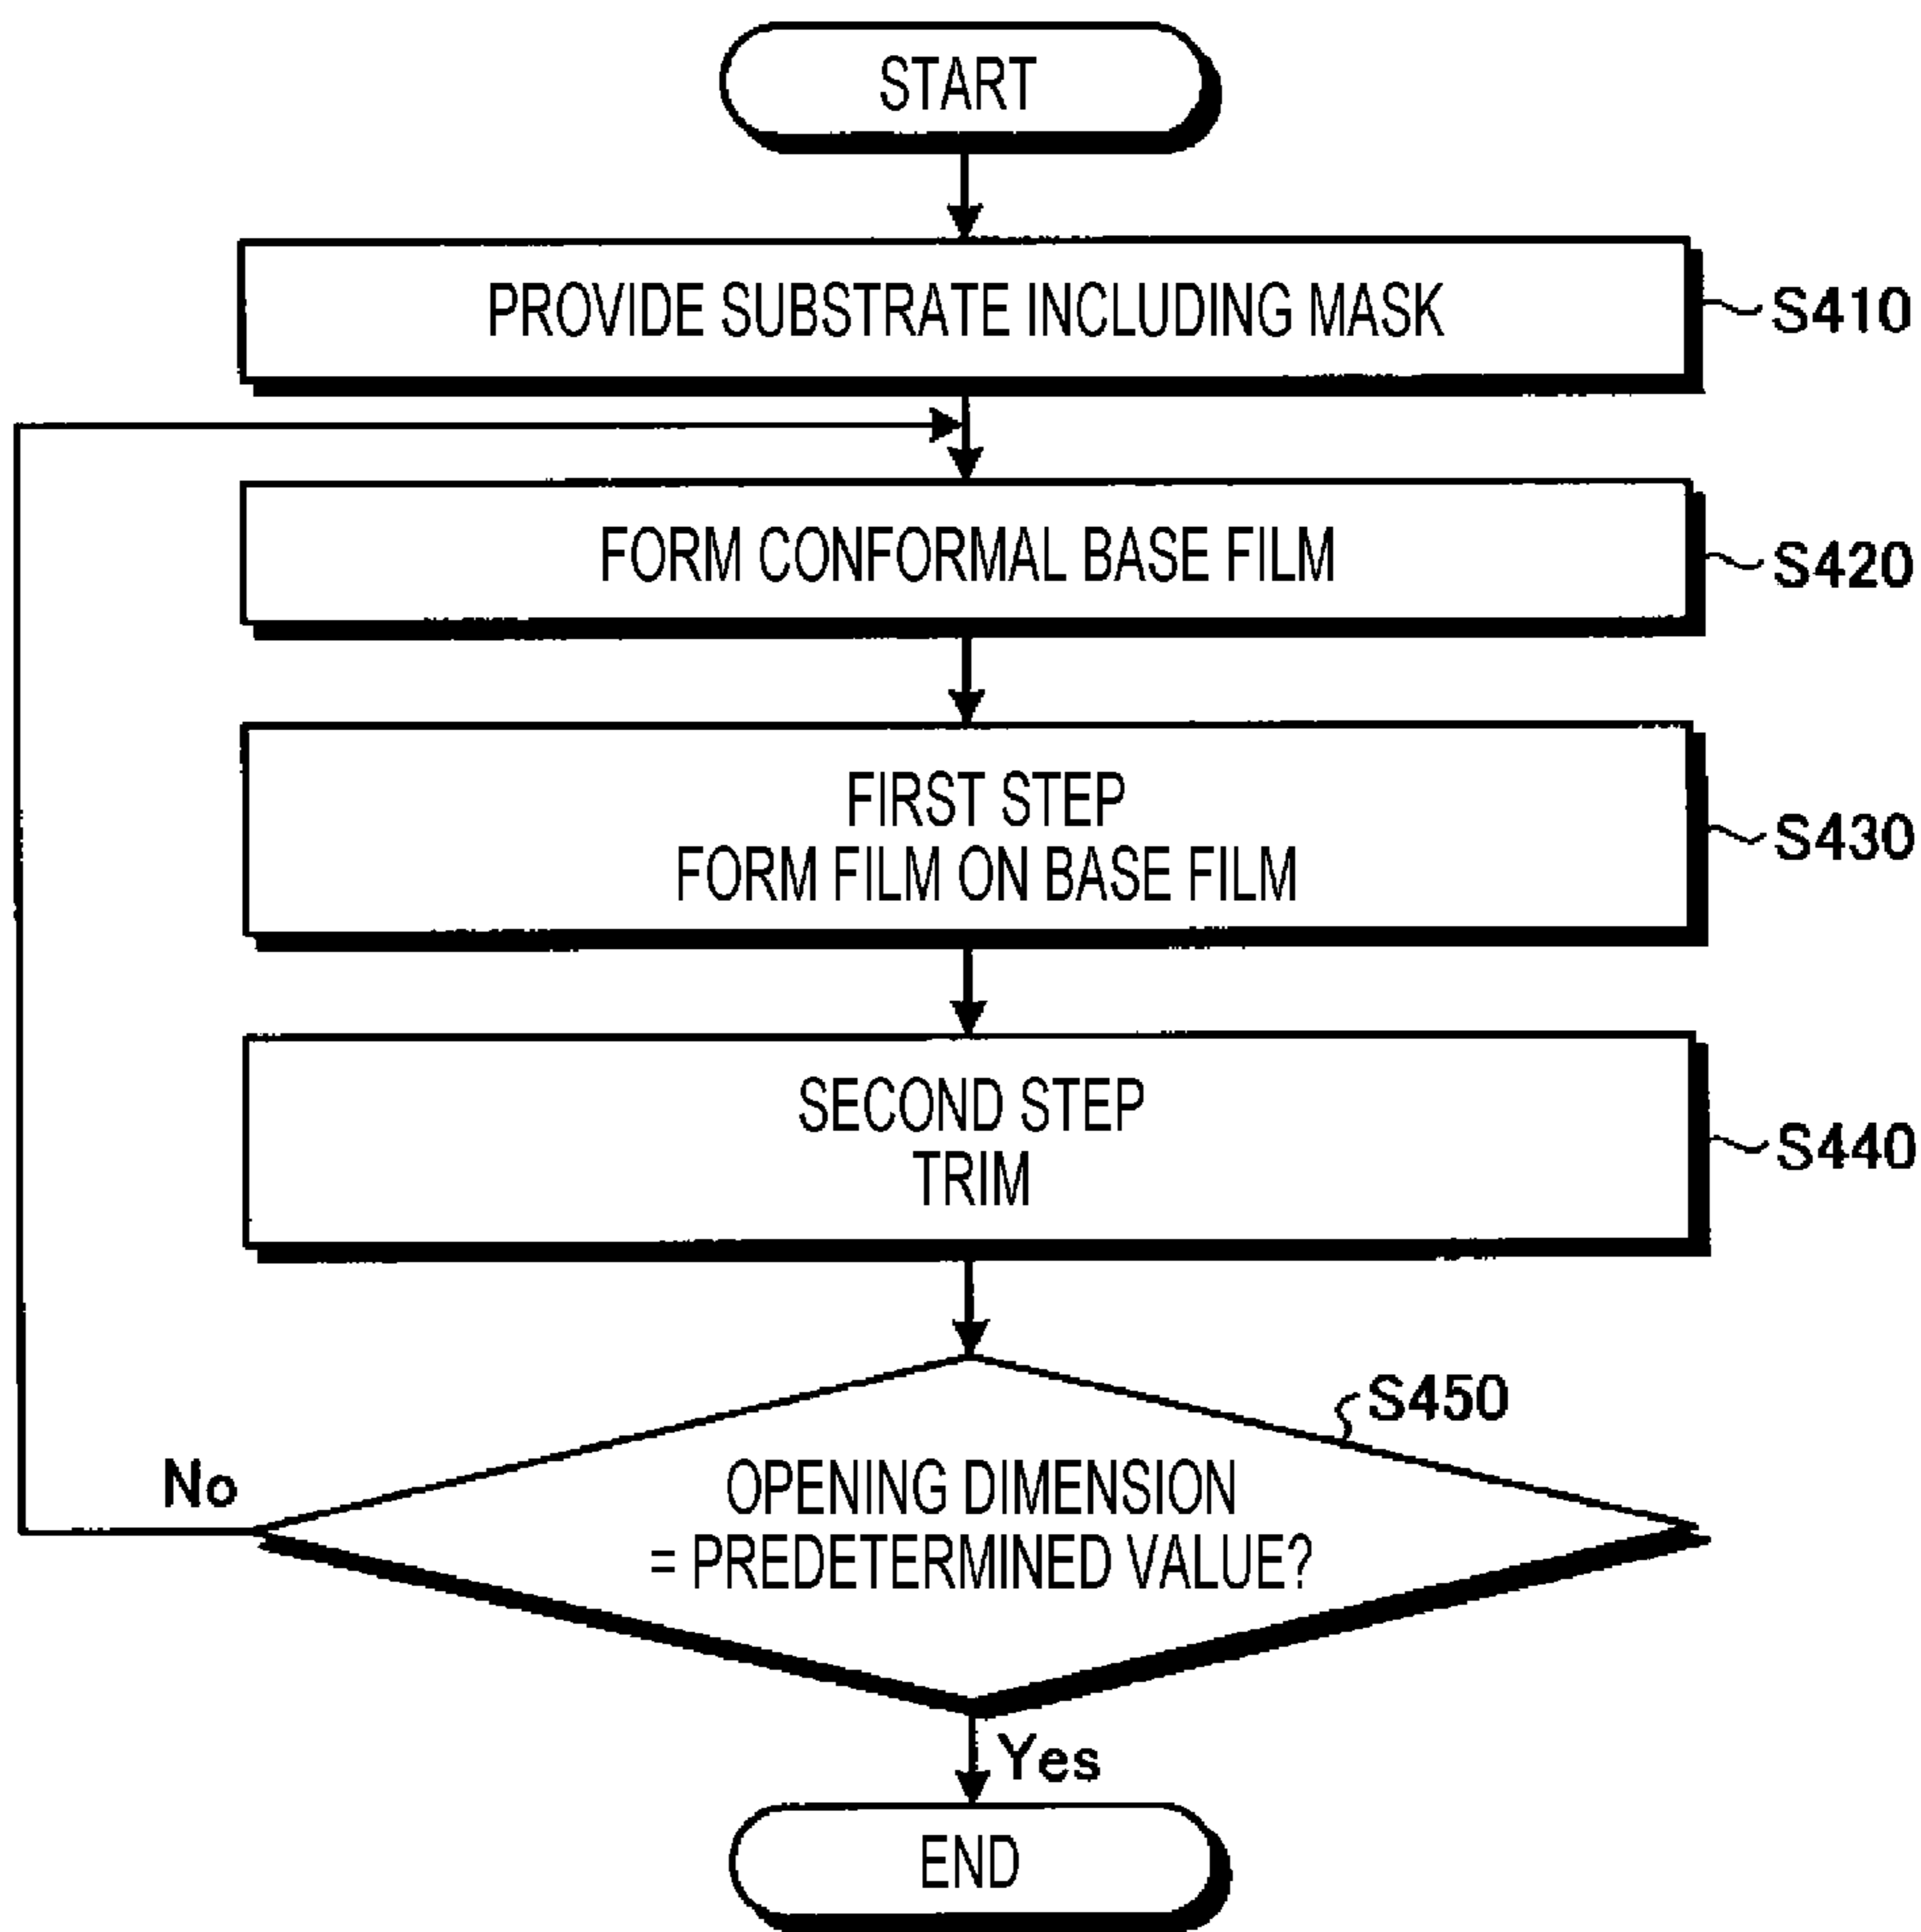 START
PROVIDE SUBSTRATE INCLUDING MASK
S410
FORM CONFORMAL BASE FILM
S420
FIRST STEP
FORM FILM ON BASE FILM
S430
SECOND STEP
TRIM
S440
S450
OPENING DIMENSION
= PREDETERMINED VALUE?
No
Yes
END